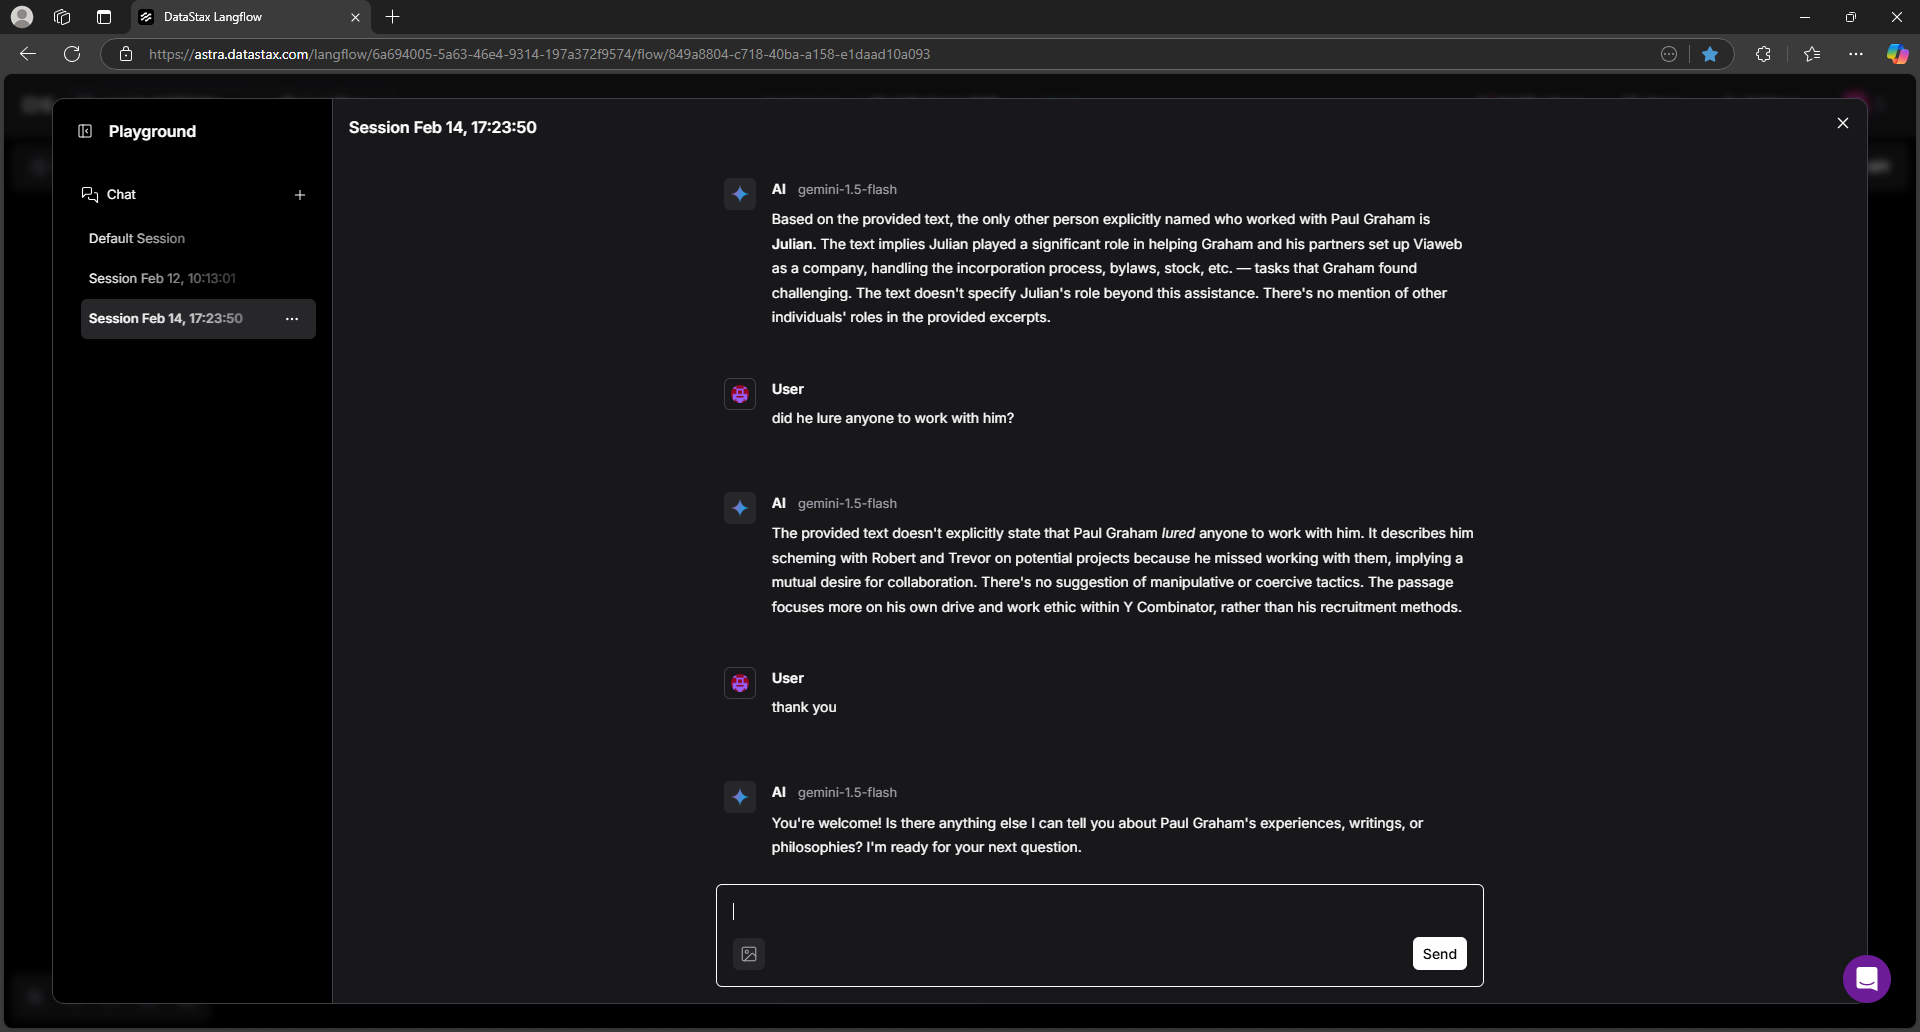 DataStax Langflow
https://astra.datastax.com/langflow/6a694005-5a63-46e4-9314-197a372f9574/flow/849a8804-c718-40ba-a158-e1daad10a093
Playground
Chat
Default Session
Session Feb 12, 10:13:01
Session Feb 14, 17:23:50
Session Feb 14, 17:23:50
AI gemini-1.5-flash
Based on the provided text, the only other person explicitly named who worked with Paul Graham is
Julian. The text implies Julian played a significant role in helping Graham and his partners set up Viaweb
as a company, handling the incorporation process, bylaws, stock, etc. — tasks that Graham found
challenging. The text doesn't specify Julian's role beyond this assistance. There's no mention of other
individuals' roles in the provided excerpts.
User
did he lure anyone to work with him?
AI gemini-1.5-flash
The provided text doesn't explicitly state that Paul Graham lured anyone to work with him. It describes him
scheming with Robert and Trevor on potential projects because he missed working with them, implying a
mutual desire for collaboration. There's no suggestion of manipulative or coercive tactics. The passage
focuses more on his own drive and work ethic within Y Combinator, rather than his recruitment methods.
User
thank you
AI gemini-1.5-flash
You're welcome! Is there anything else I can tell you about Paul Graham's experiences, writings, or
philosophies? I'm ready for your next question.
Send